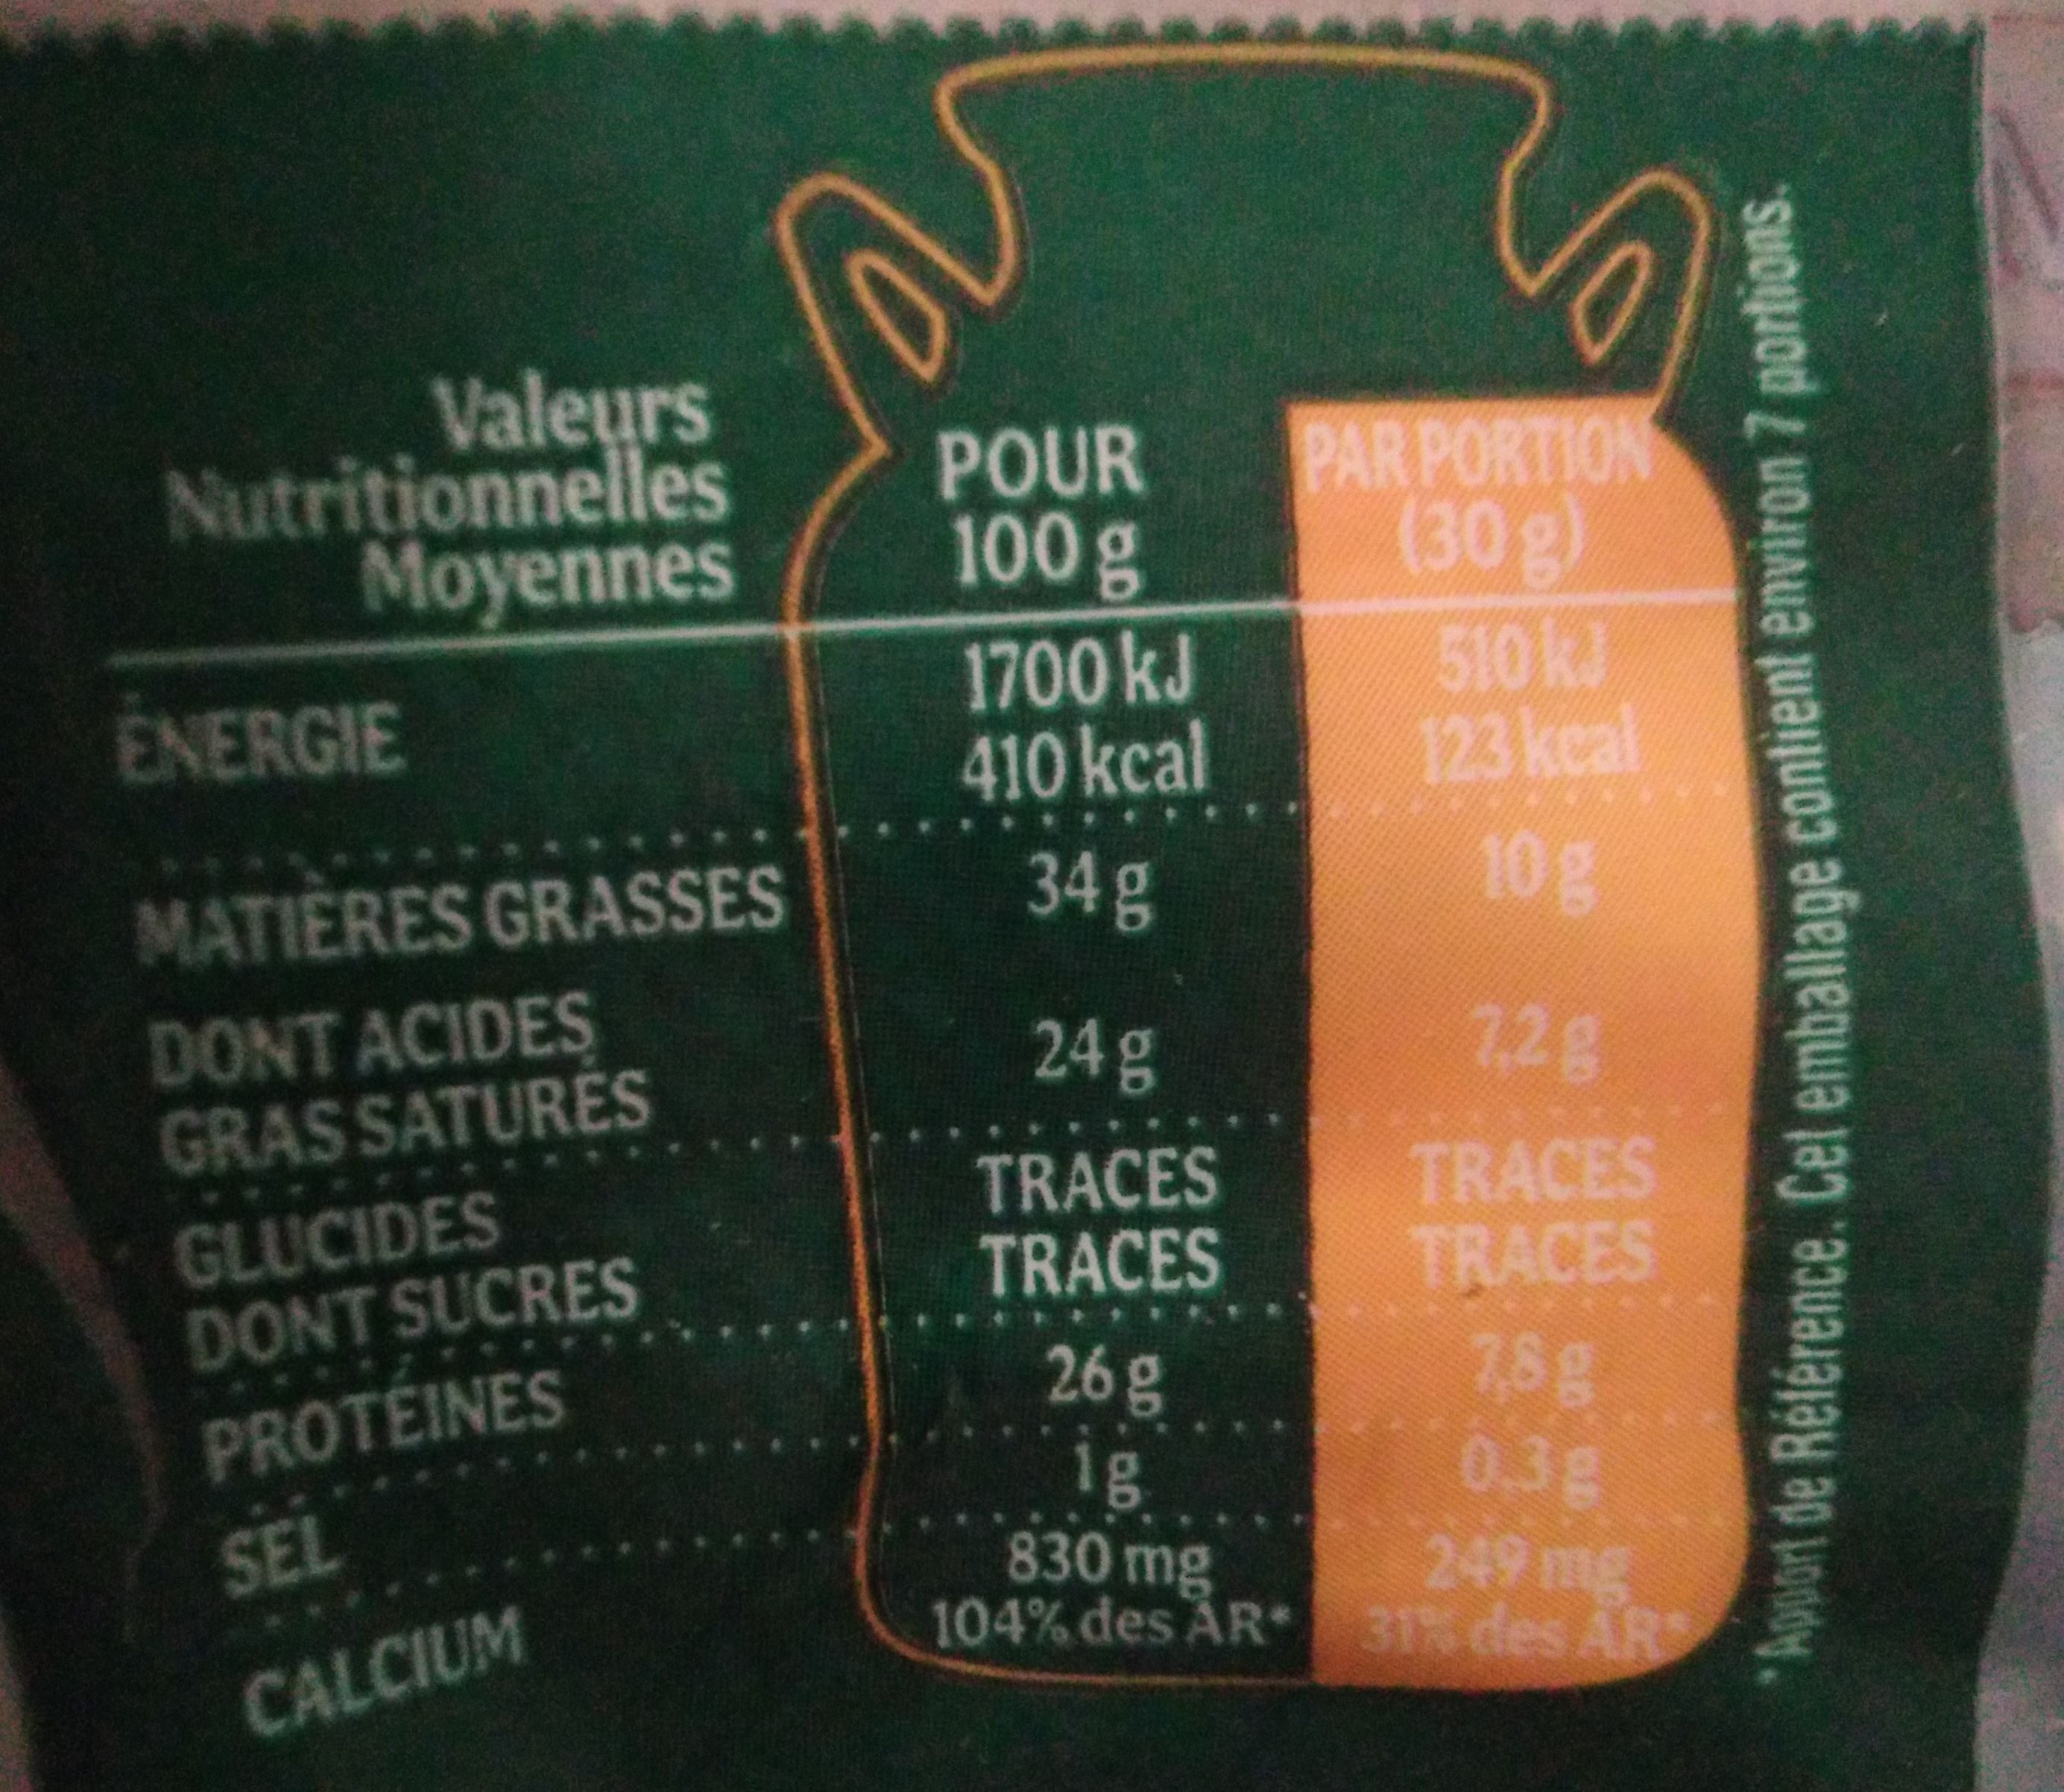 Valeurs
Nutritionnelles
Moyennes
POUR
100 g
PAR PORTION
(30 g)
ÉNERGIE
1700 kJ
410 kcal
510 kJ
123 kcal
MATIÈRES GRASSES
34 g
10 g
DONT ACIDES
GRAS SATURÉS
24 g
7,2 g
GLUCIDES
TRACES
TRACES
DONT SUCRES
TRACES
TRACES
PROTÉINES
26 g
7,8 g
SEL
1 g
0,3 g
CALCIUM
830 mg
104% des AR*
249 mg
31% des AR*
*Apport de Référence. Cet emballage contient environ 7 portions.